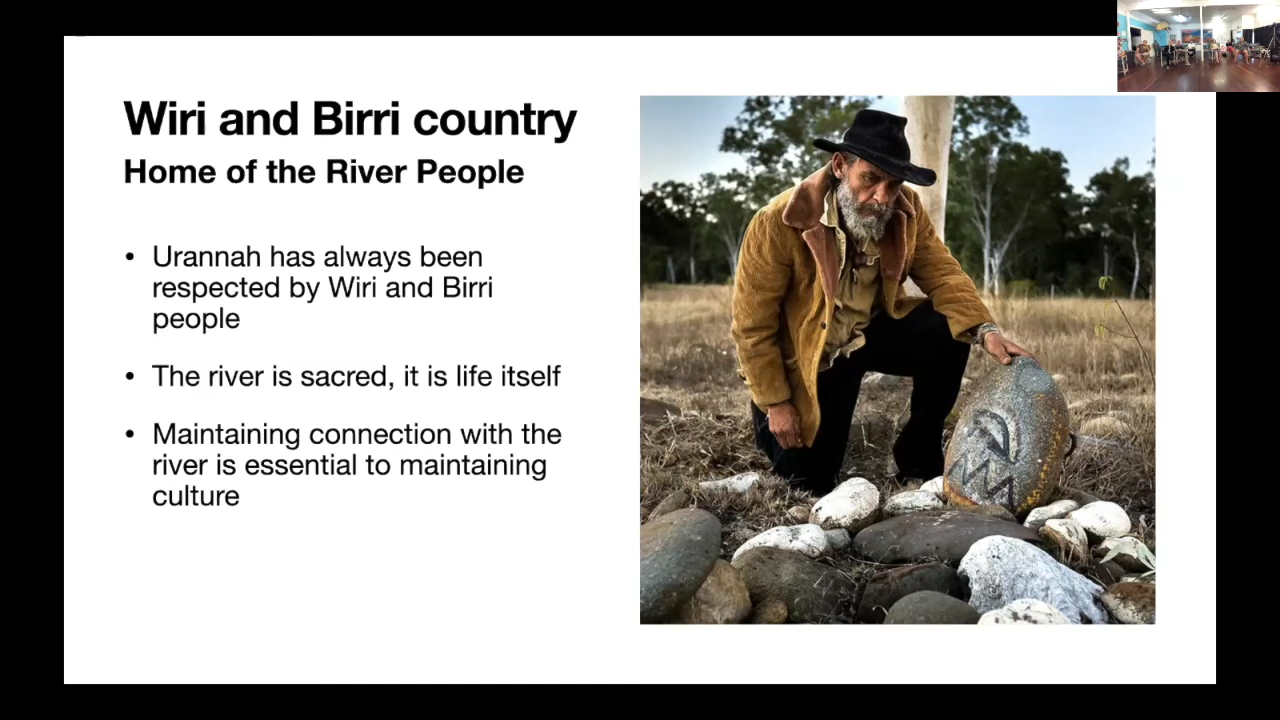 Wiri and Birri country
Home of the River People
• Urannah has always been
respected by Wiri and Birri
people
• The river is sacred, it is life itself
• Maintaining connection with the
river is essential to maintaining
culture